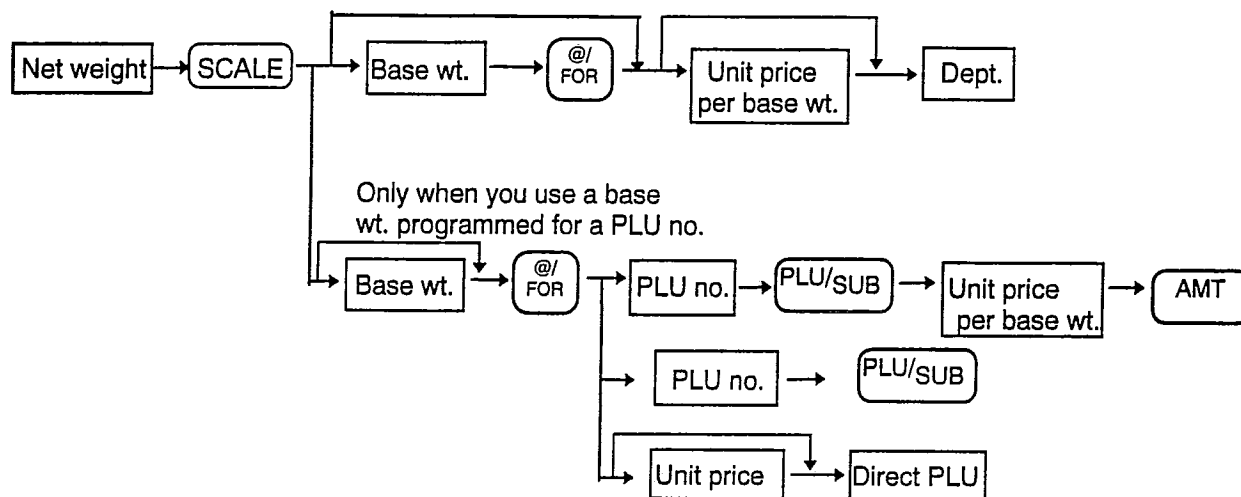 Net weight
SCALE
Base wt.
@/
FOR
Unit price
per base wt.
Dept.
Only when you use a base
wt. programmed for a PLU no.
Base wt.
@/
FOR
PLU no.
PLU/SUB
Unit price
per base wt.
AMT
PLU no.
PLU/SUB
Unit price
Direct PLU